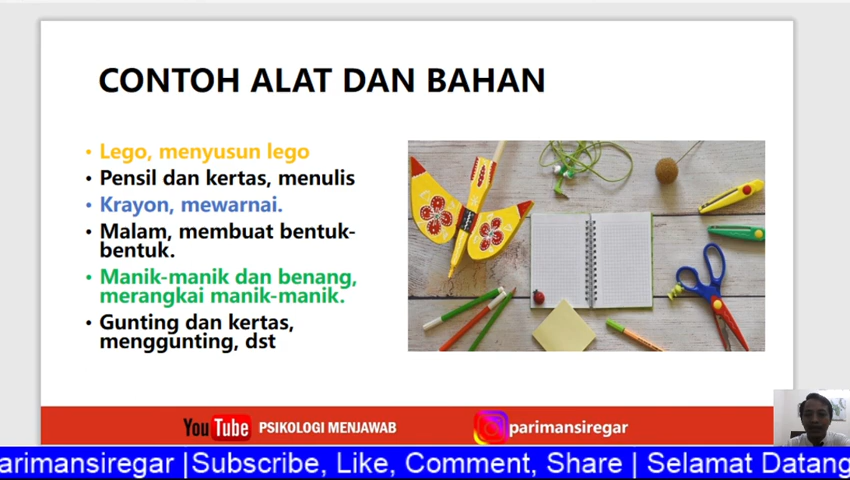 CONTOH ALAT DAN BAHAN
• Lego, menyusun lego
• Pensil dan kertas, menulis
• Krayon, mewarnai.
• Malam, membuat bentuk-
bentuk.
• Manik-manik dan benang,
merangkai manik-manik.
• Gunting dan kertas,
menggunting, dst
YouTube PSIKOLOGI MENJAWAB
parimansiregar
arimansiregar |Subscribe, Like, Comment, Share | Selamat Datang